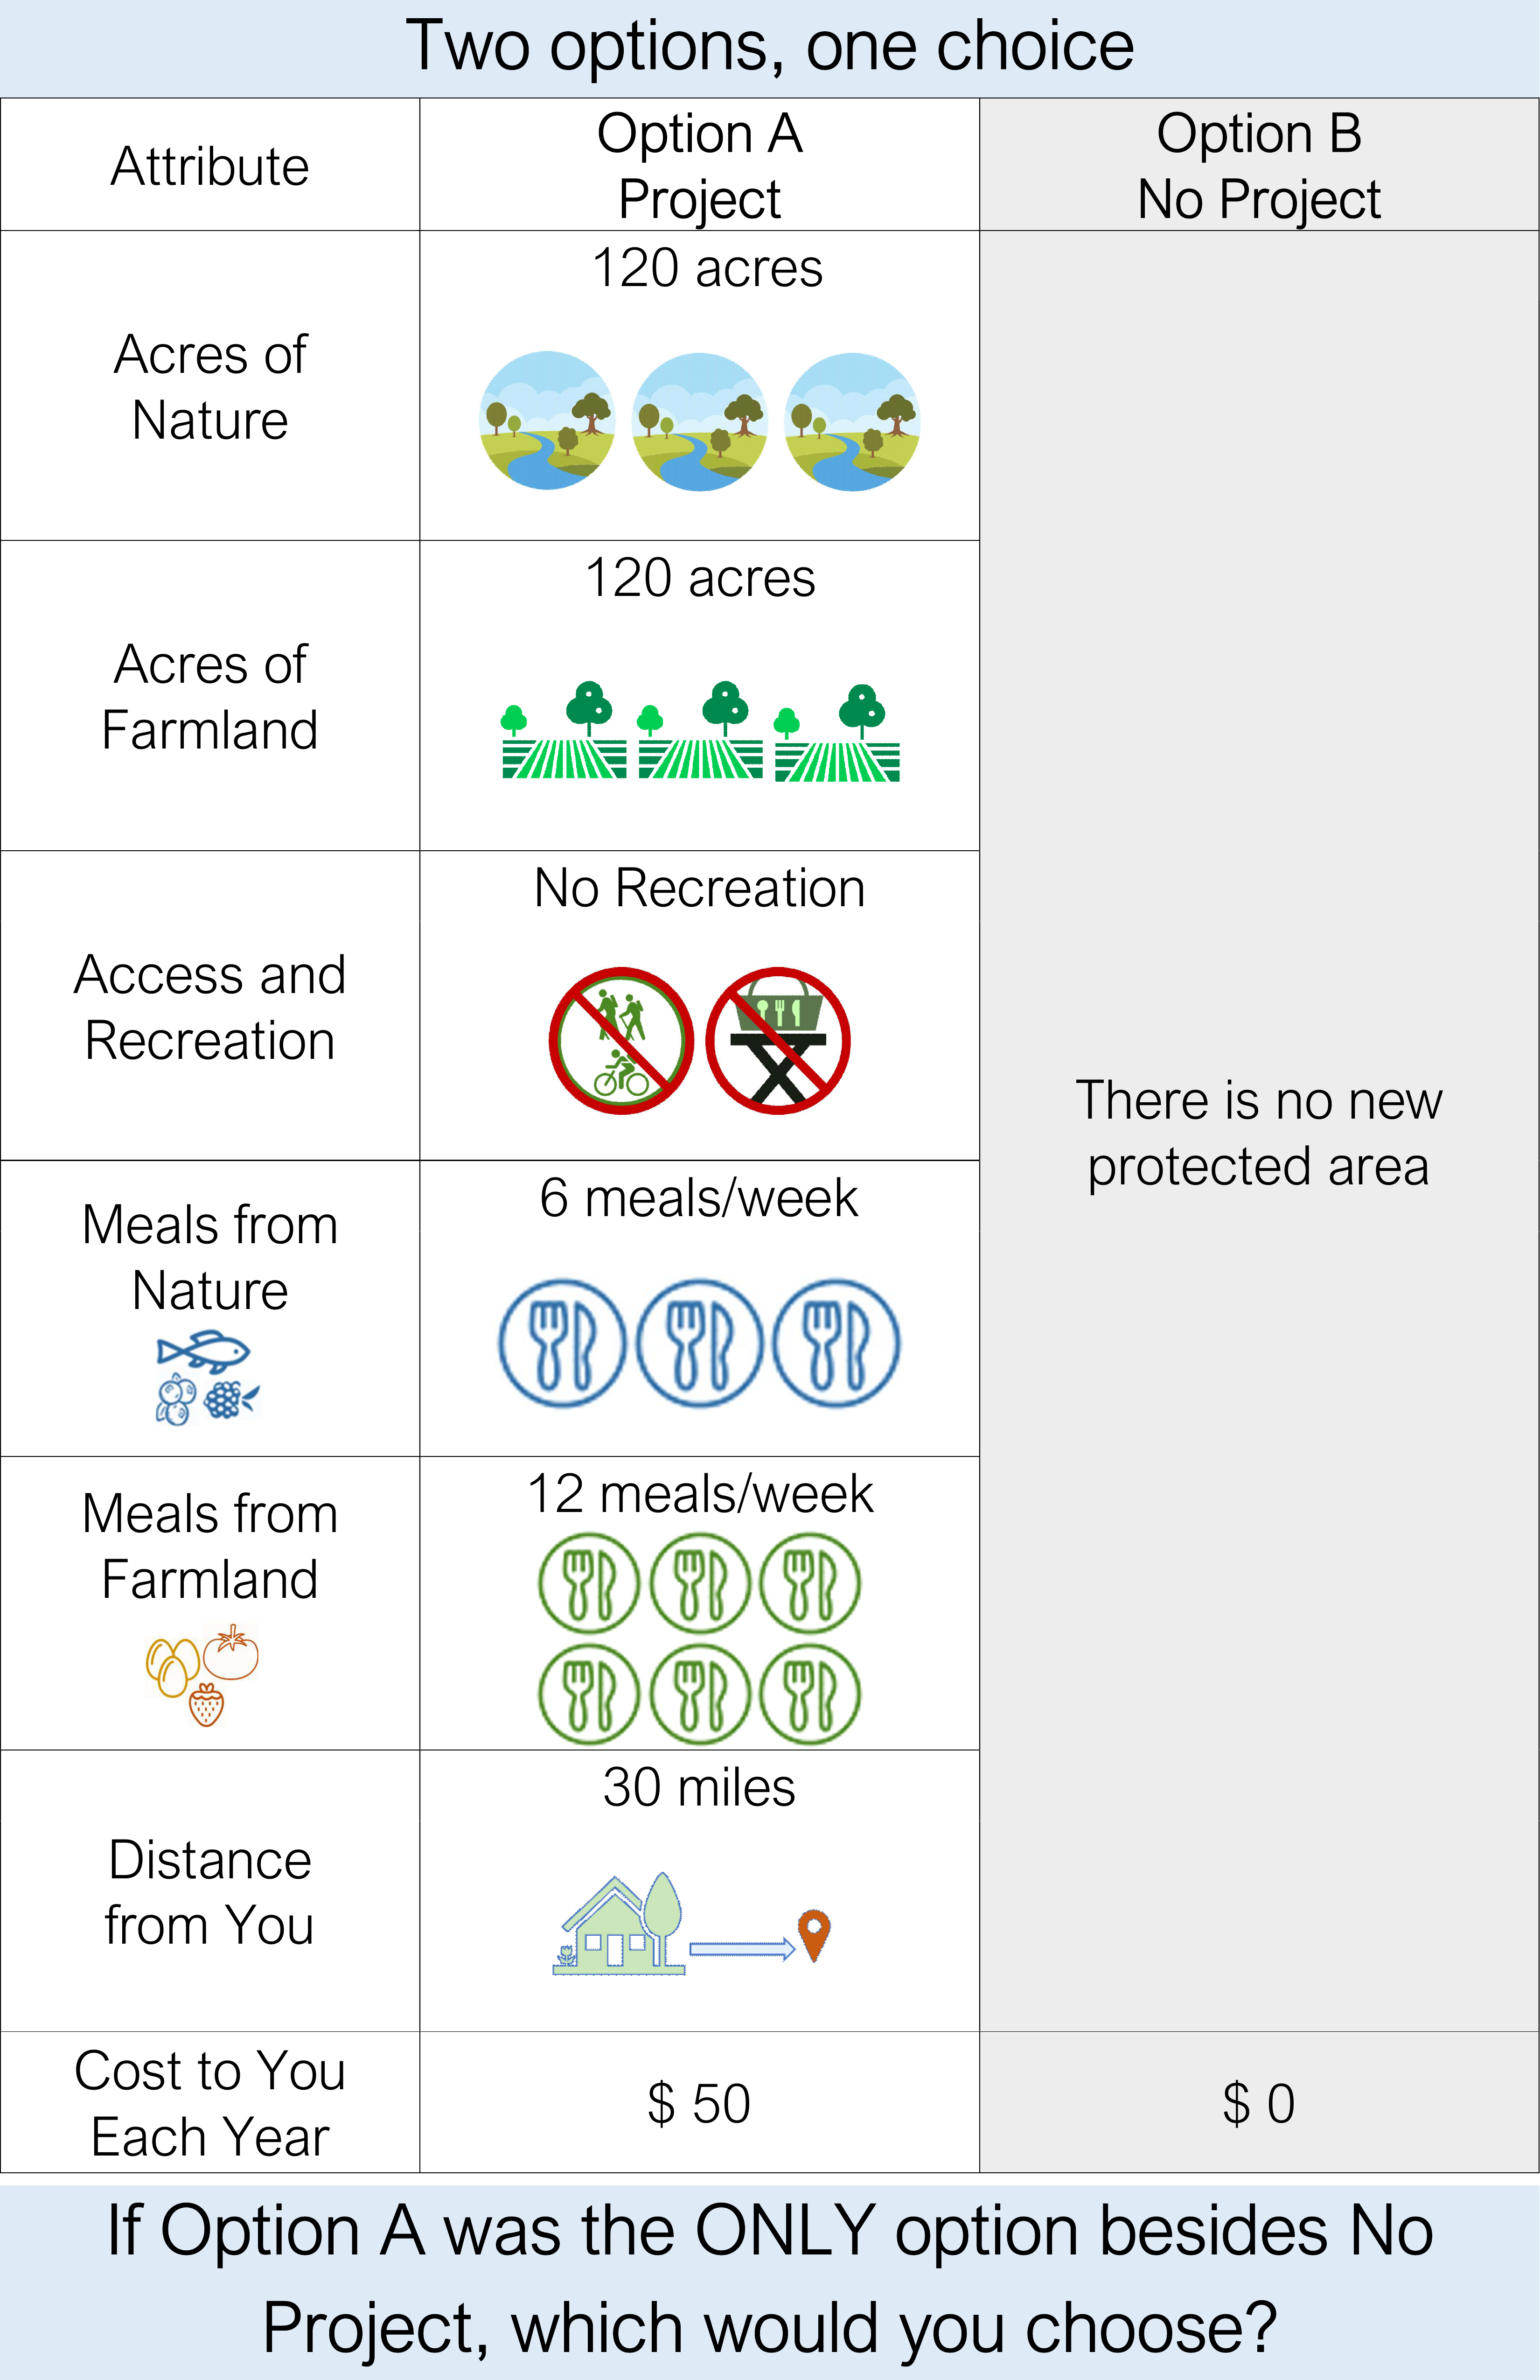 Two options, one choice
Attribute
Option A
Project
Option B
No Project
Acres of
Nature
120 acres
Acres of
Farmland
120 acres
Access and
Recreation
No Recreation
Meals from
Nature
6 meals/week
Meals from
Farmland
12 meals/week
Distance
from You
30 miles
There is no new
protected area
Cost to You
Each Year
$ 50
$ 0
If Option A was the ONLY option besides No
Project, which would you choose?